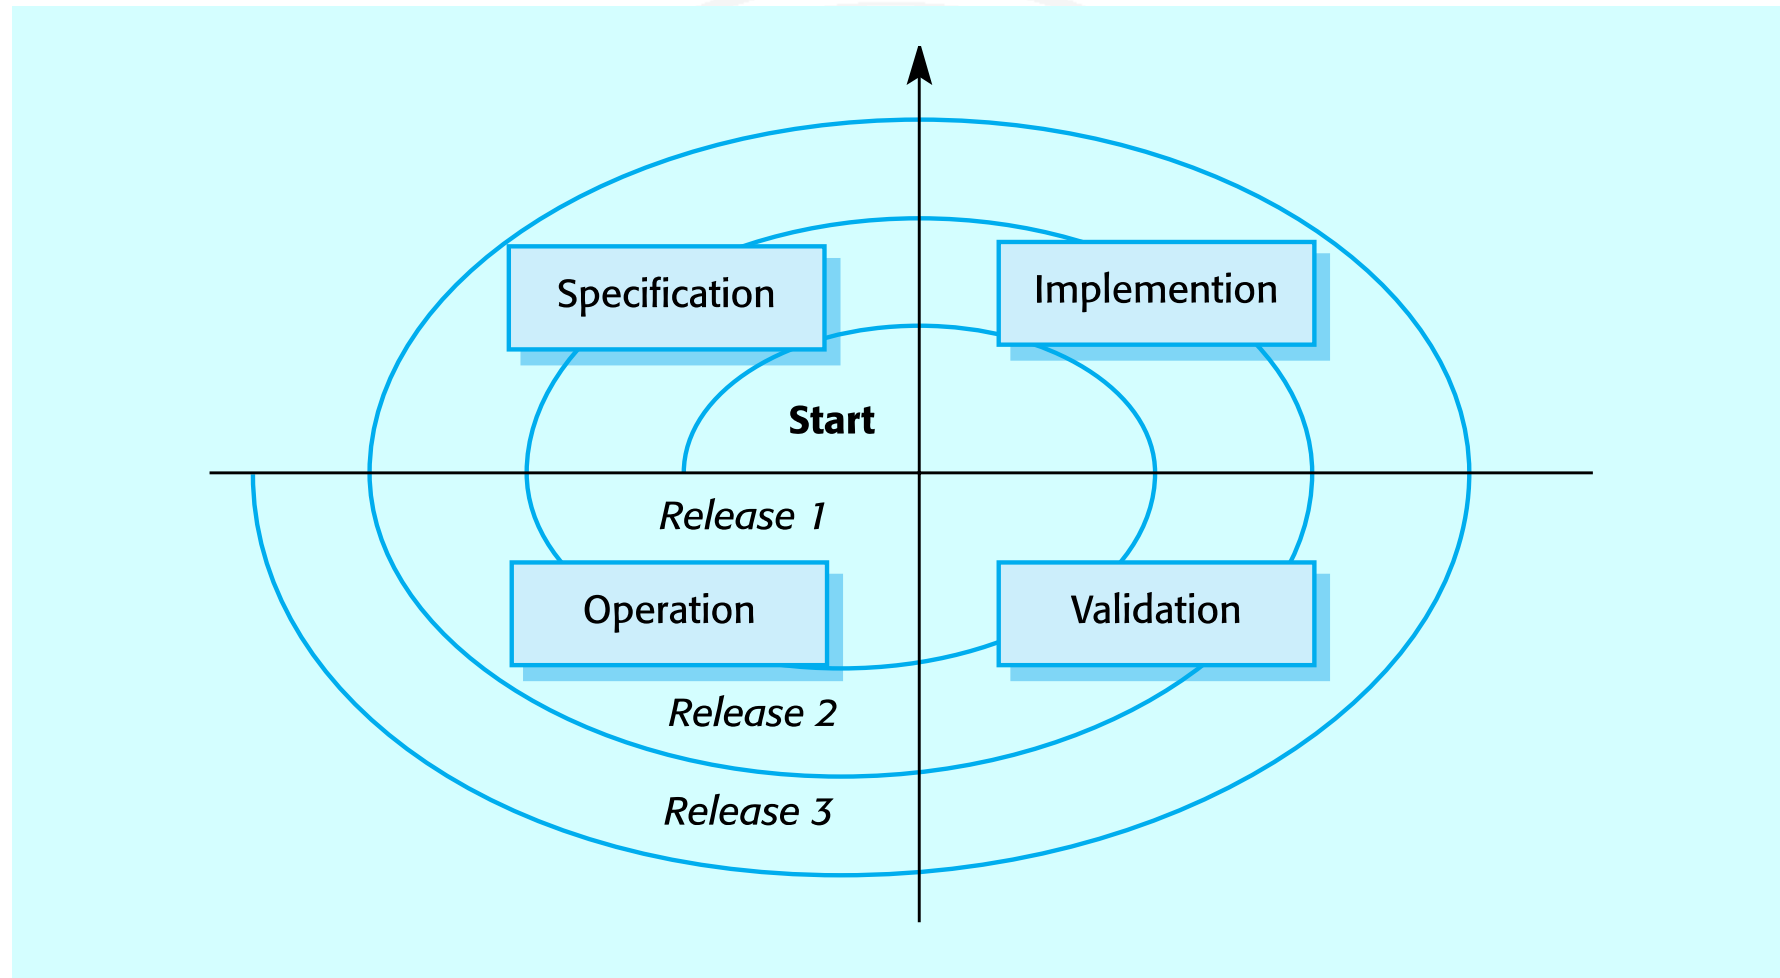 Specification
Implemention
Start
Release 1
Operation
Validation
Release 2
Release 3